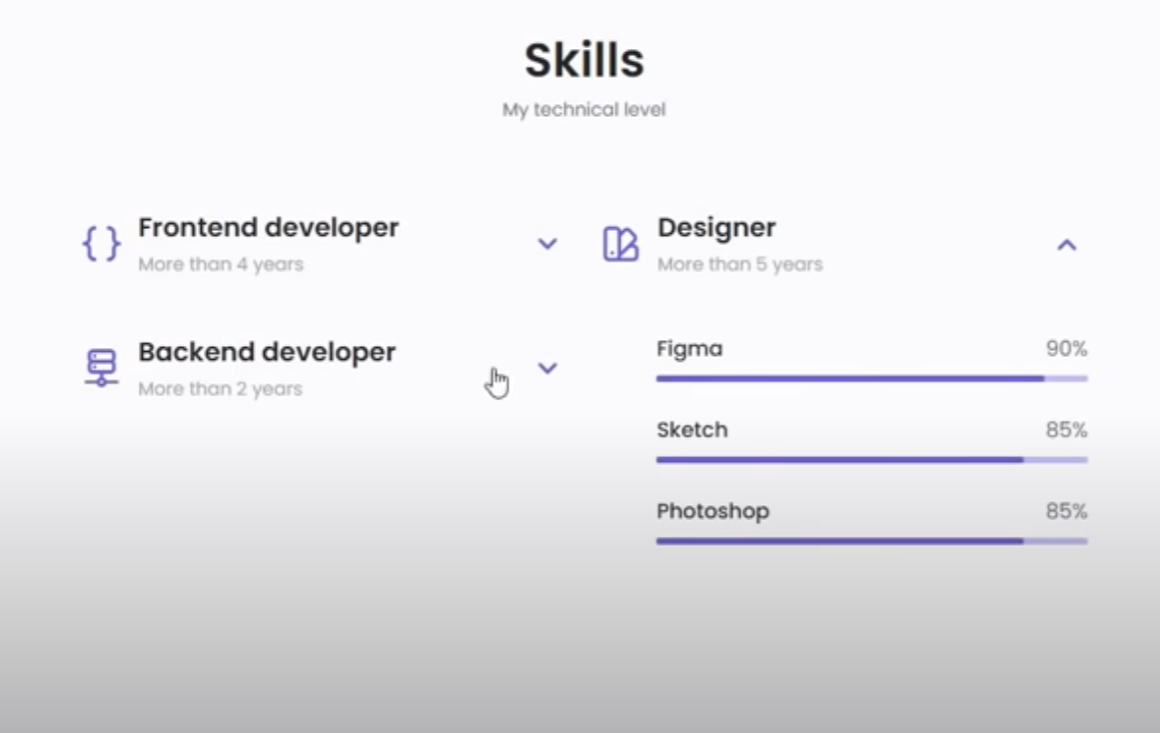 Skills
My technical level
Frontend developer
More than 4 years
Backend developer
More than 2 years
Designer
More than 5 years
Figma 90%
Sketch 85%
Photoshop 85%